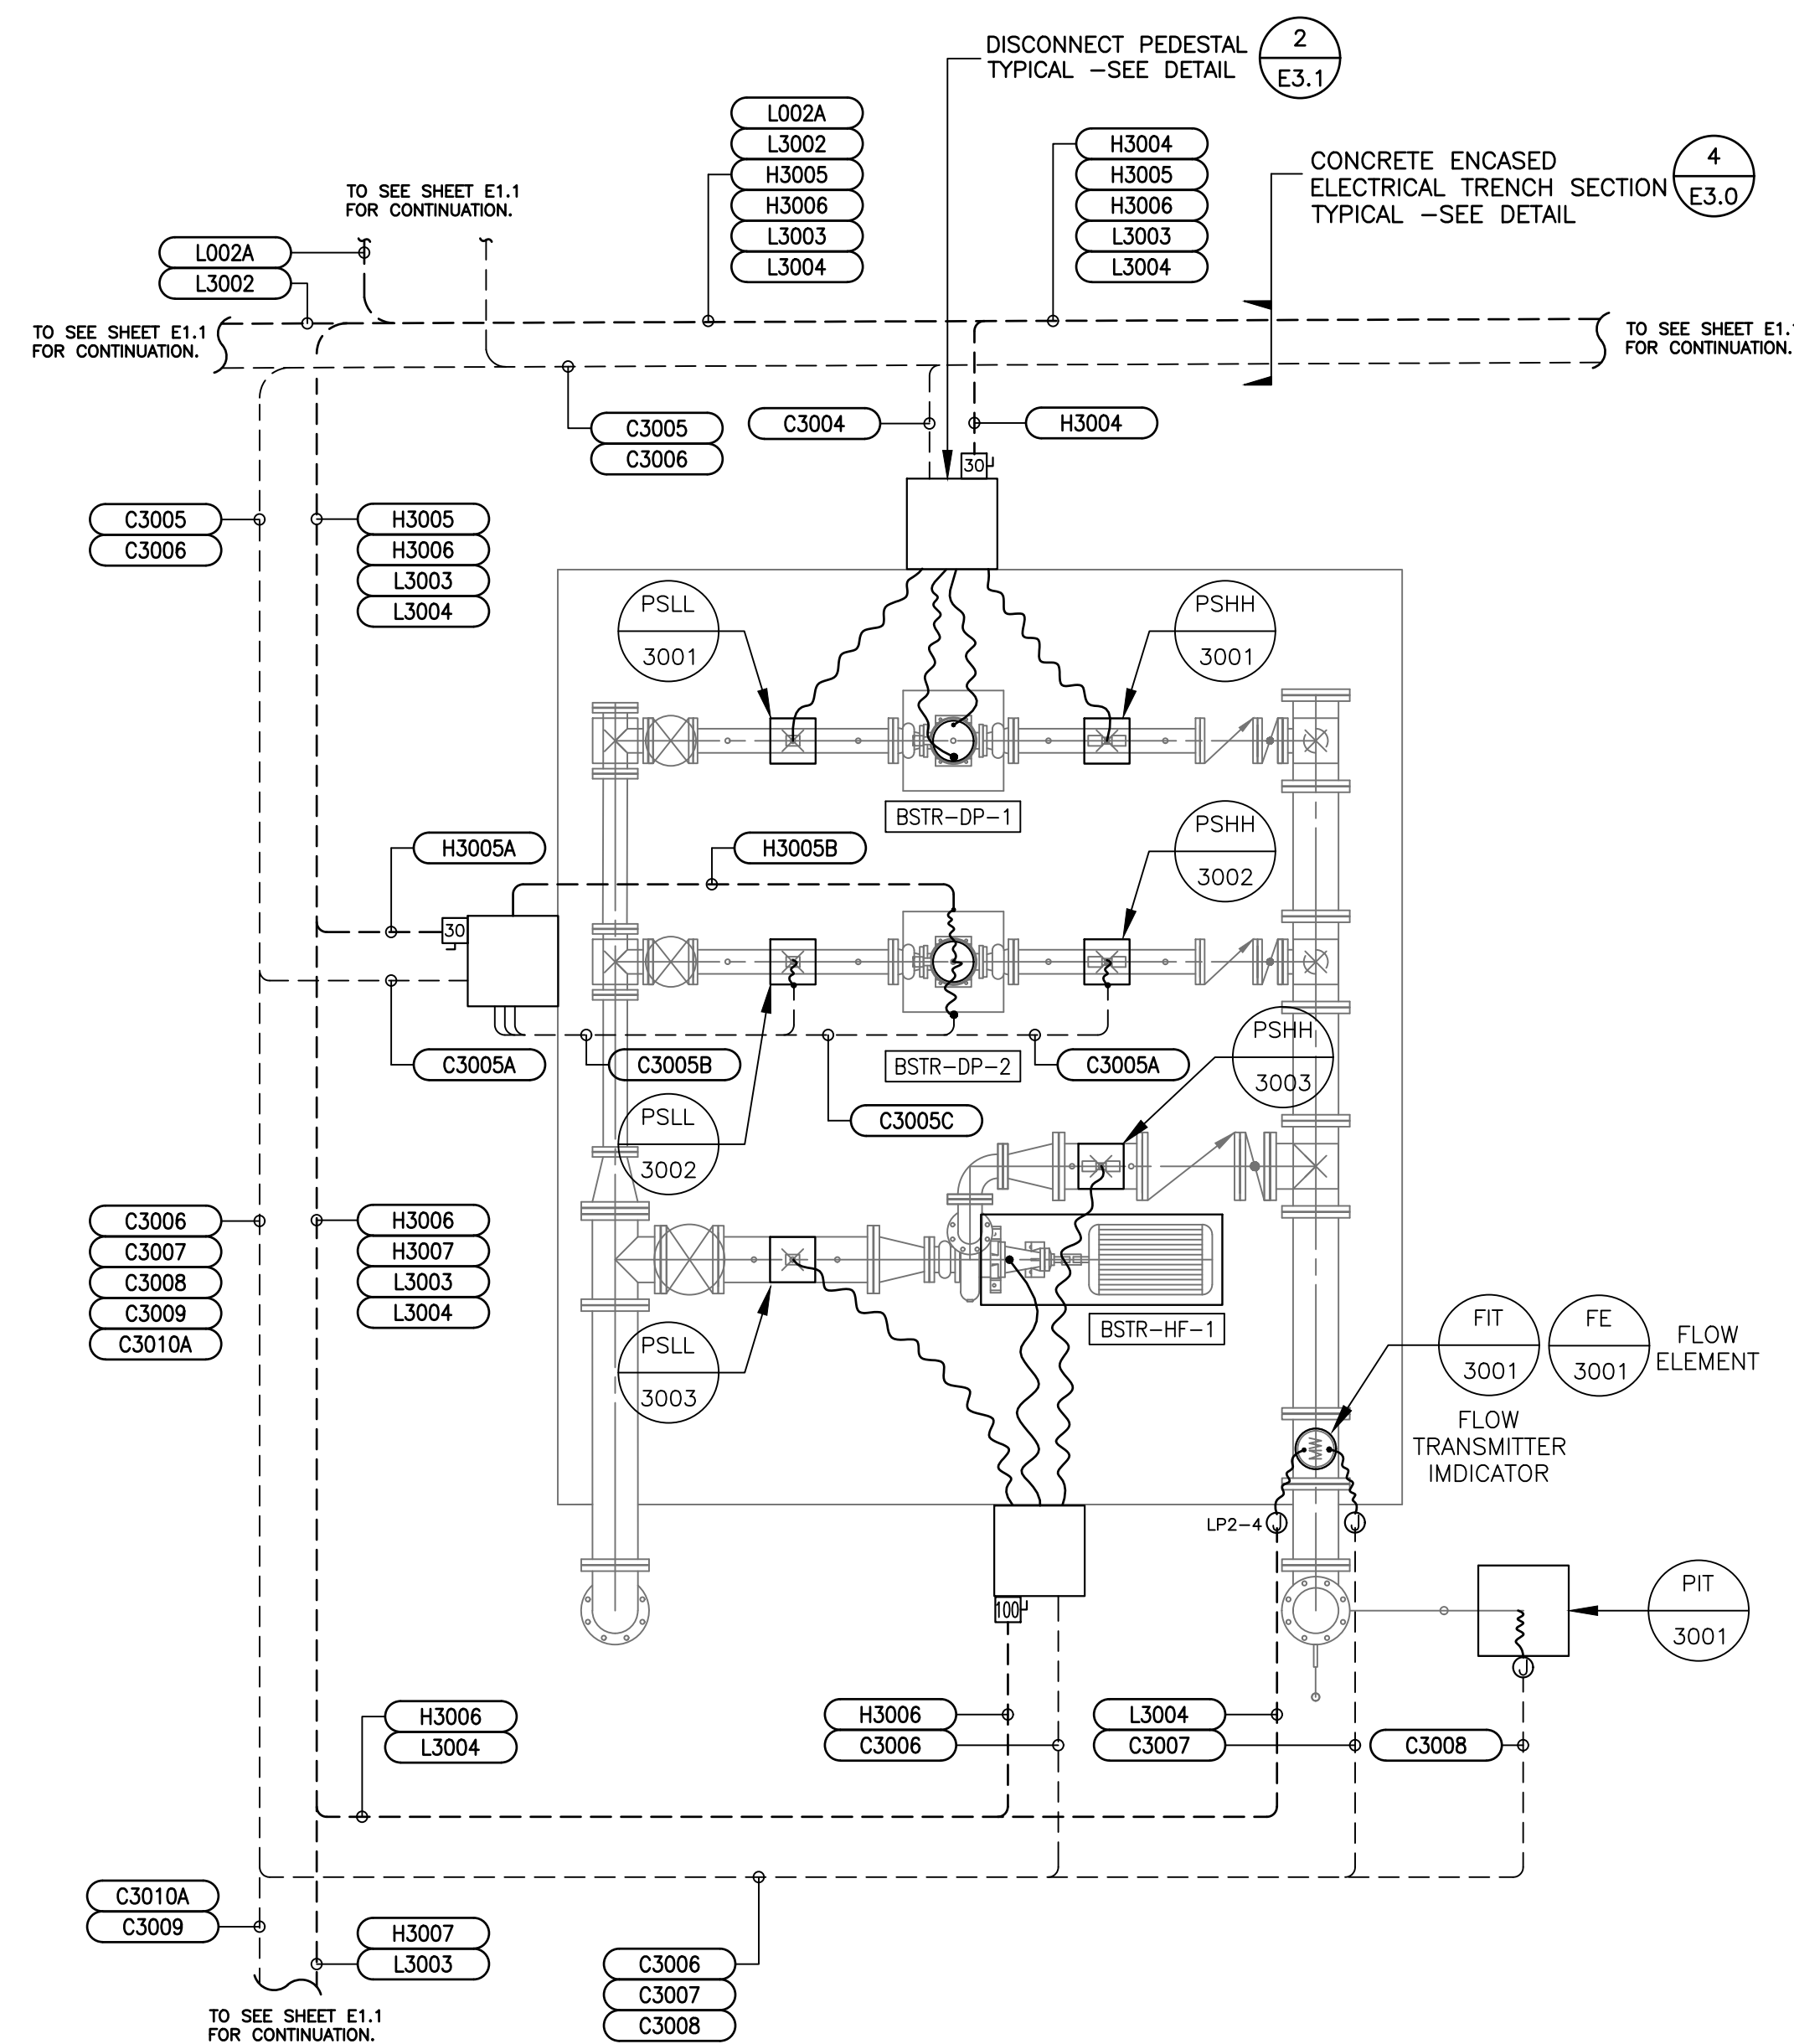 DISCONNECT PEDESTAL
TYPICAL -SEE DETAIL
2
E3.1
L002A
L3002
H3005
H3006
L3003
L3004
H3004
H3005
H3006
L3003
L3004
CONCRETE ENCASED
ELECTRICAL TRENCH SECTION
TYPICAL -SEE DETAIL
4
E3.0
TO SEE SHEET E1.1
FOR CONTINUATION.
L002A
L3002
TO SEE SHEET E1.1
FOR CONTINUATION.
TO SEE SHEET E1.1
FOR CONTINUATION.
C3005
C3006
C3004
H3004
30
C3005
C3006
H3005
H3006
L3003
L3004
PSLL
3001
PSHH
3001
BSTR-DP-1
H3005A
H3005B
PSHH
3002
30
C3005A
C3005B
BSTR-DP-2
C3005A
PSHH
3003
C3005C
PSLL
3002
C3006
C3007
C3008
C3009
C3010A
H3006
H3007
L3003
L3004
BSTR-HF-1
PSLL
3003
FIT
3001
FE
3001
FLOW
ELEMENT
FLOW
TRANSMITTER
IMDICATOR
LP2-4
J
J
100
PIT
3001
J
H3006
L3004
H3006
C3006
L3004
C3007
C3008
C3010A
C3009
H3007
L3003
C3006
C3007
C3008
TO SEE SHEET E1.1
FOR CONTINUATION.